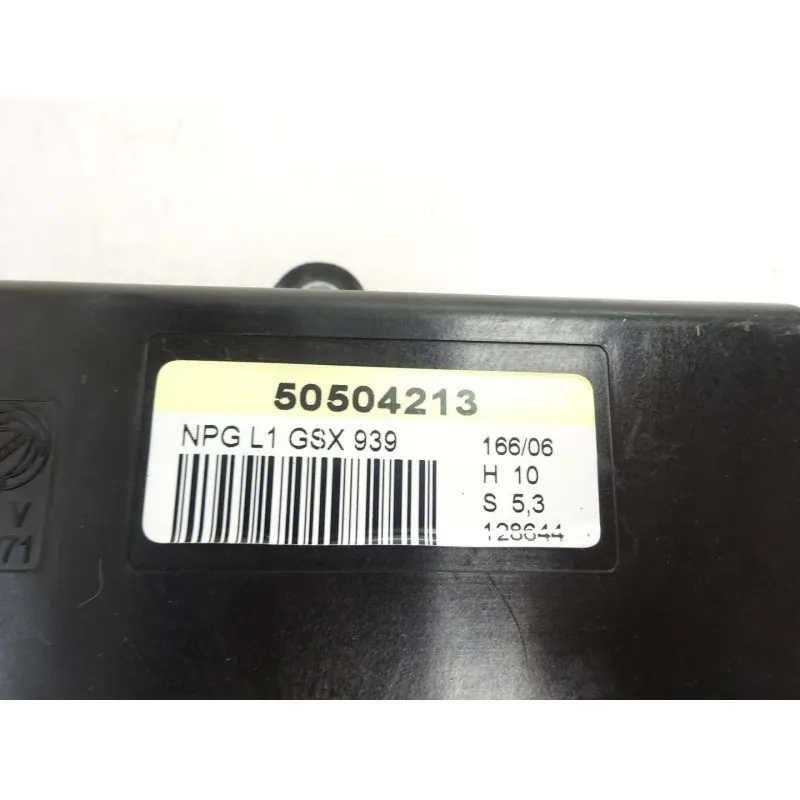 50504213
NPG L1 GSX 939
166/06
H 10
S 5,3
128644
V
71